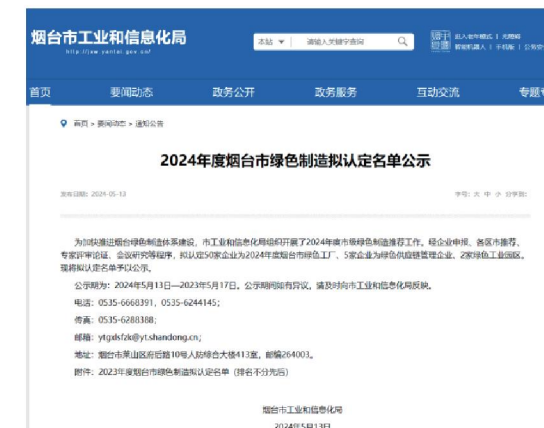 烟台市工业和信息化局
本站
请输入关键字查询
首页 要闻动态 政务公开 政务服务 互动交流 专题
首页 > 要闻动态 > 通知公告
2024年度烟台市绿色制造拟认定名单公示
发布日期: 2024-05-13
字号: 大 中 小
为加快推进烟台绿色制造体系建设，市工业和信息化局组织开展了2024年度市级绿色制造推荐工作。经企业申报、各区市推荐、
专家评审论证、会议研究等程序，拟认定50家企业为2024年度烟台市绿色工厂、5家企业为绿色供应链管理企业、2家绿色工业园区。
现将拟认定名单予以公示。
公示期为：2024年5月13日—2023年5月17日。公示期间如有异议，请及时向市工业和信息化局反映。
电话：0535-6668391，0535-6244145；
传真：0535-6288388；
邮箱：ytgxlsfzk@yt.shandong.cn；
地址：烟台市莱山区府后路10号人防综合大楼413室，邮编264003。
附件：2023年度烟台市绿色制造拟认定名单（排名不分先后）
烟台市工业和信息化局
2024年5月13日